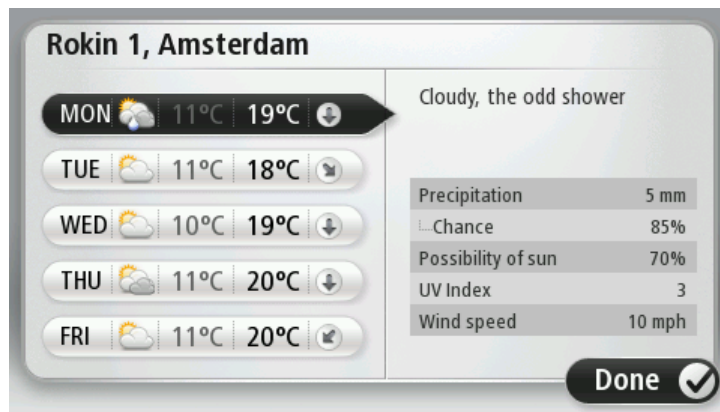 Rokin 1, Amsterdam
MON 11°C 19°C
TUE 11°C 18°C
WED 10°C 19°C
THU 11°C 20°C
FRI 11°C 20°C
Cloudy, the odd shower
Precipitation 5 mm
Chance 85%
Possibility of sun 70%
UV Index 3
Wind speed 10 mph
Done